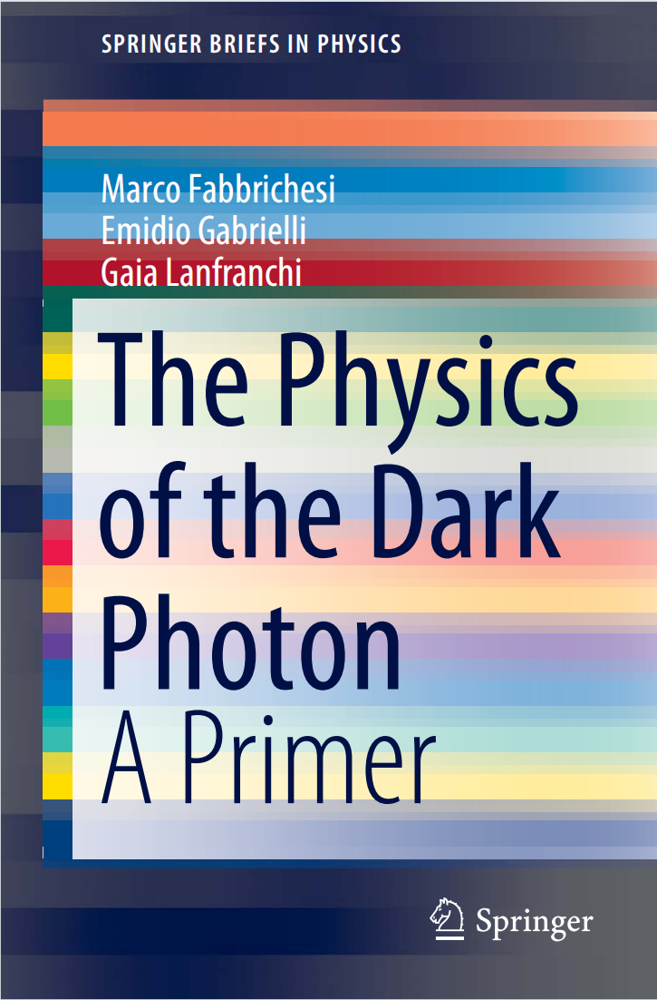 SPRINGER BRIEFS IN PHYSICS
Marco Fabbrichesi
Emidio Gabrielli
Gaia Lanfranchi
The Physics
of the Dark
Photon
A Primer
Springer